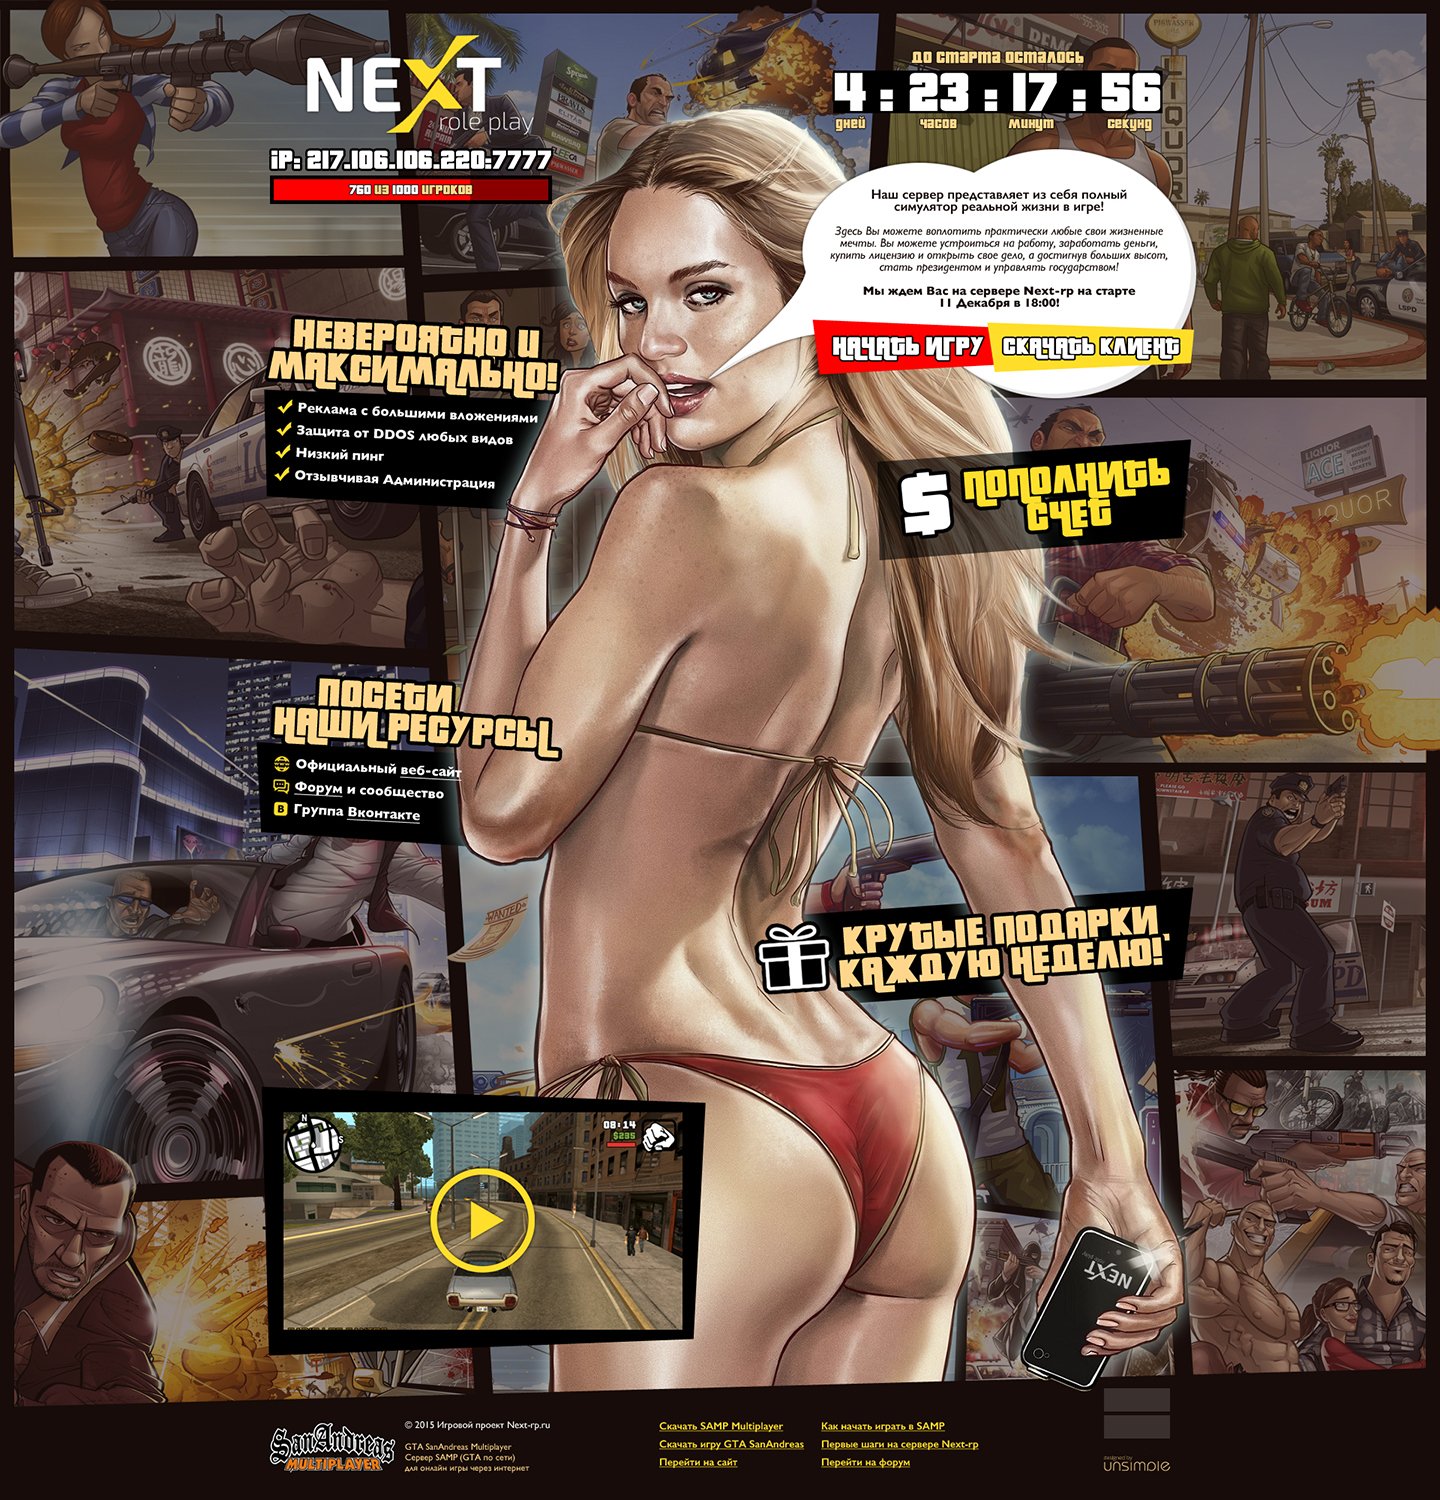 NEXT
role play
iP: 217.106.106.220:7777
760 из 1000 игроков
до старта осталось
4 : 23 : 17 : 56
дней часов минут секунд
Наш сервер представляет из себя полный
симулятор реальной жизни в игре!
Здесь Вы можете воплотить практически любые свои жизненные
мечты. Вы можете устроиться на работу, заработать деньги,
купить лицензию и открыть свое дело, а достигнув больших высот,
стать президентом и управлять государством!
Мы ждем Вас на сервере Next-rp на старте
11 Декабря в 18:00!
НАЧАТЬ ИГРУ
СКАЧАТЬ КЛИЕНТ
НЕВЕРОЯТНО И
МАКСИМАЛЬНО!
Реклама с большими вложениями
Защита от DDOS любых видов
Низкий пинг
Отзывчивая Администрация
$ ПОПОЛНИТЬ
СЧЕТ
LIQUOR
ACE
LIQUOR
LIQUOR
PISSWASSER
Sprunk
LSPD
ПОСЕТИ
НАШИ РЕСУРСЫ
Официальный веб-сайт
Форум и сообщество
В Группа Вконтакте
WANTED
КРУТЫЕ ПОДАРКИ
КАЖДУЮ НЕДЕЛЮ!
N
S
08:14
$235
NEXT
SanAndreas
MULTIPLAYER
© 2015 Игровой проект Next-rp.ru
GTA SanAndreas Multiplayer
Сервер SAMP (GTA по сети)
для онлайн игры через интернет
Скачать SAMP Multiplayer
Скачать игру GTA SanAndreas
Перейти на сайт
Как начать играть в SAMP
Первые шаги на сервере Next-rp
Перейти на форум
designed by
unsimple